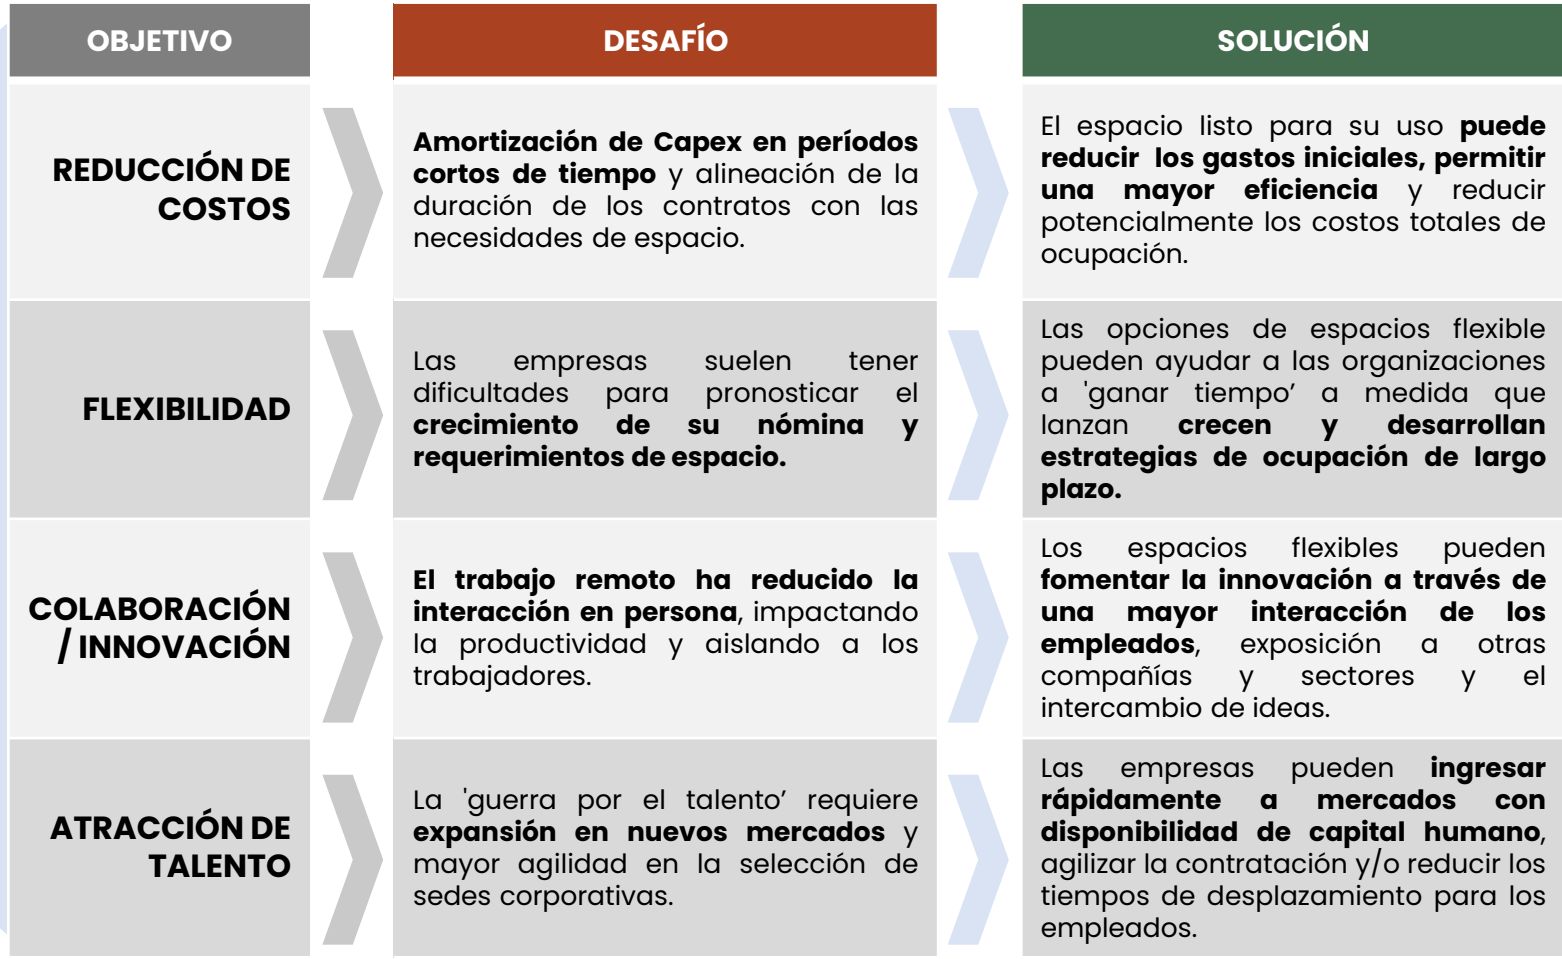 OBJETIVO
DESAFÍO
SOLUCIÓN
REDUCCIÓN DE
COSTOS
Amortización de Capex en períodos
cortos de tiempo y alineación de la
duración de los contratos con las
necesidades de espacio.
El espacio listo para su uso puede
reducir los gastos iniciales, permitir
una mayor eficiencia y reducir
potencialmente los costos totales de
ocupación.
FLEXIBILIDAD
Las empresas suelen tener
dificultades para pronosticar el
crecimiento de su nómina y
requerimientos de espacio.
Las opciones de espacios flexible
pueden ayudar a las organizaciones
a 'ganar tiempo’ a medida que
lanzan crecen y desarrollan
estrategias de ocupación de largo
plazo.
COLABORACIÓN
/ INNOVACIÓN
El trabajo remoto ha reducido la
interacción en persona, impactando
la productividad y aislando a los
trabajadores.
Los espacios flexibles pueden
fomentar la innovación a través de
una mayor interacción de los
empleados, exposición a otras
compañías y sectores y el
intercambio de ideas.
ATRACCIÓN DE
TALENTO
La 'guerra por el talento’ requiere
expansión en nuevos mercados y
mayor agilidad en la selección de
sedes corporativas.
Las empresas pueden ingresar
rápidamente a mercados con
disponibilidad de capital humano,
agilizar la contratación y/o reducir los
tiempos de desplazamiento para los
empleados.